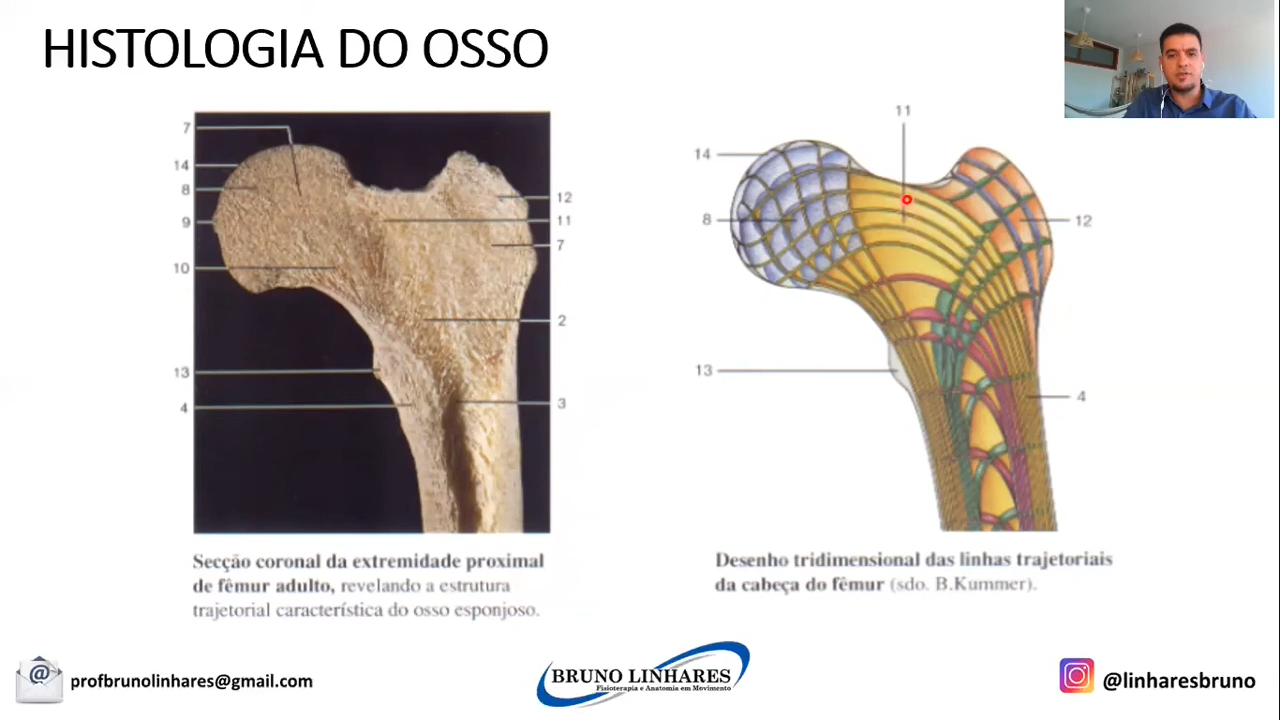 HISTOLOGIA DO OSSO
7
14
8
9
10
13
4
12
11
7
2
3
11
14
8
12
13
4
Secção coronal da extremidade proximal
de fêmur adulto, revelando a estrutura
trajetorial característica do osso esponjoso.
Desenho tridimensional das linhas trajetoriais
da cabeça do fêmur (sdo. B.Kummer).
@
profbrunolinhares@gmail.com
BRUNO LINHARES
Fisioterapia e Anatomia em Movimento
@linharesbruno